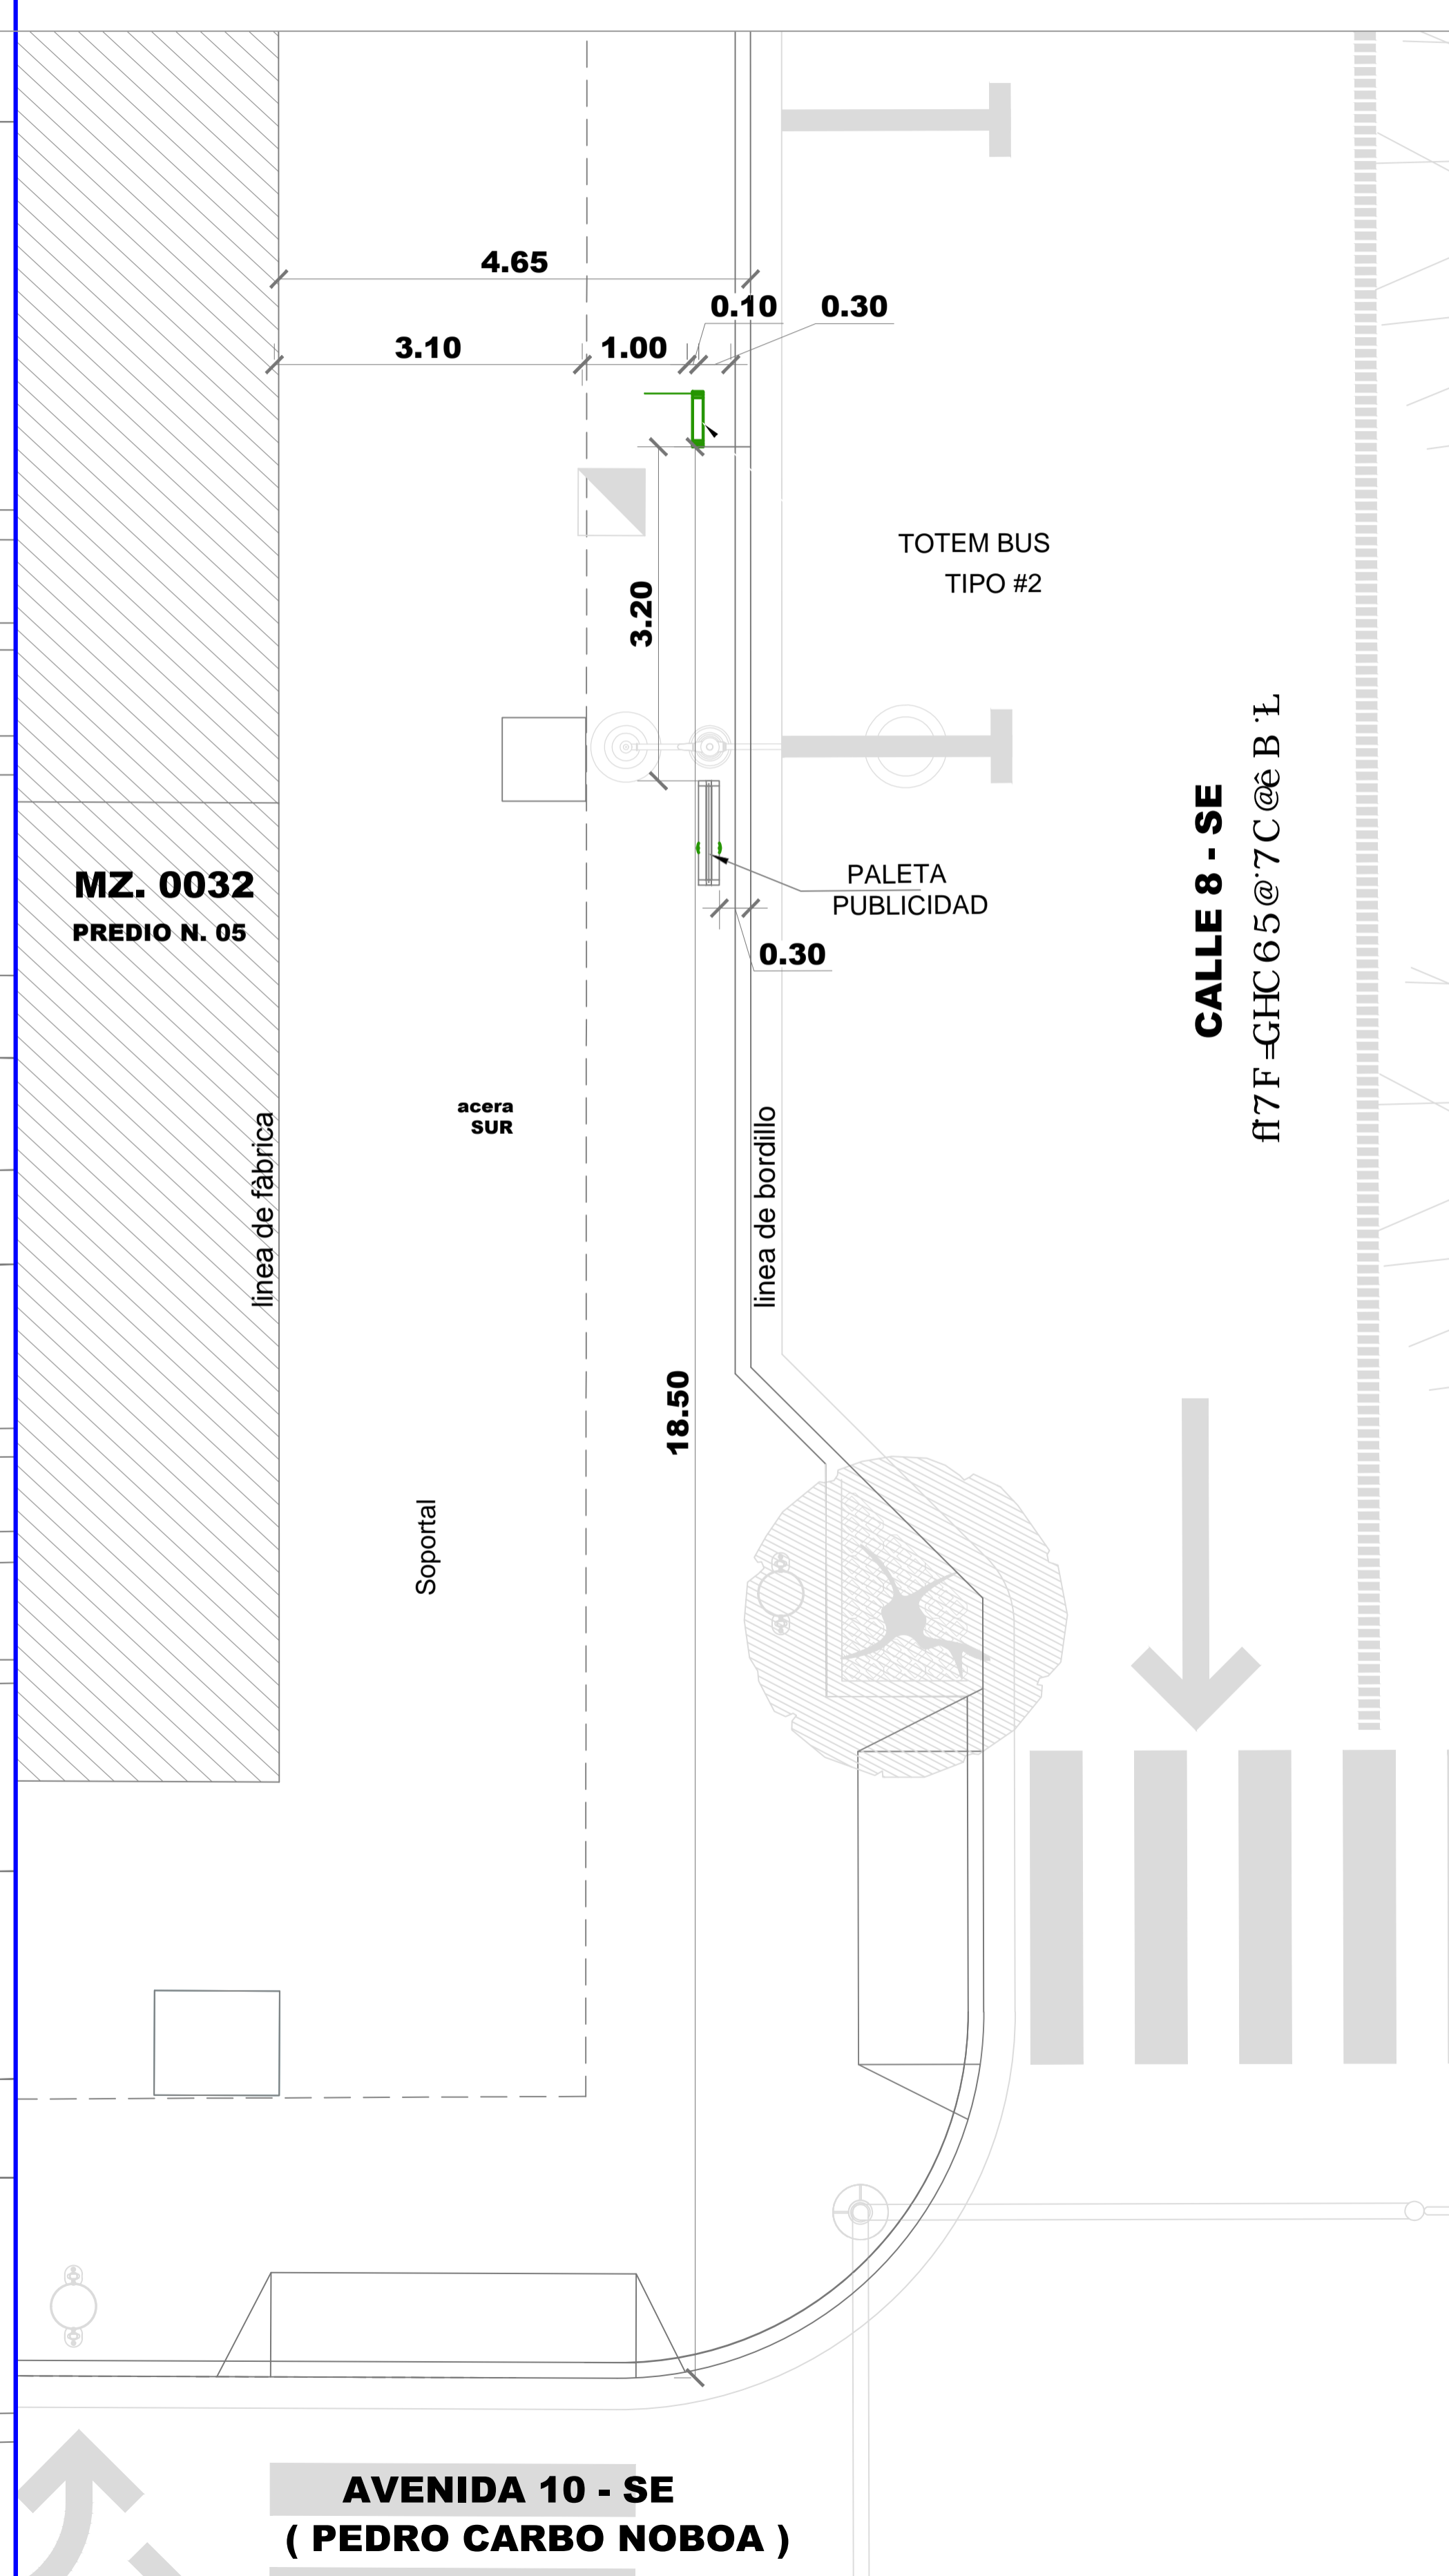 4.65
0.10
0.30
3.10
1.00
TOTEM BUS
TIPO #2
3.20
PALETA
PUBLICIDAD
0.30
MZ. 0032
PREDIO N. 05
CALLE 8 - SE
linea de fàbrica
acera
SUR
linea de bordillo
18.50
Soportal
AVENIDA 10 - SE
( PEDRO CARBO NOBOA )